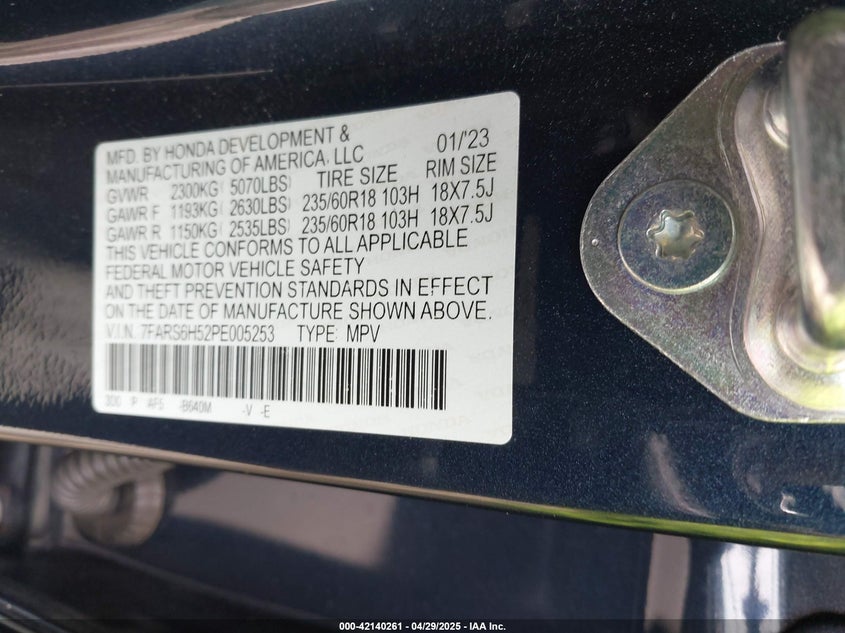 MFD. BY HONDA DEVELOPMENT & 01/'23
MANUFACTURING OF AMERICA, LLC
GVWR 2300KG( 5070LBS) TIRE SIZE RIM SIZE
GAWR F 1193KG( 2630LBS) 235/60R18 103H 18X7.5J
GAWR R 1150KG( 2535LBS) 235/60R18 103H 18X7.5J
THIS VEHICLE CONFORMS TO ALL APPLICABLE
FEDERAL MOTOR VEHICLE SAFETY
AND THEFT PREVENTION STANDARDS IN EFFECT
ON THE DATE OF MANUFACTURE SHOWN ABOVE.
V.I.N. 7FARS6H52PE005253 TYPE: MPV
300 P AF5 -B640M -V -E
000-42140261 - 04/29/2025 - IAA Inc.